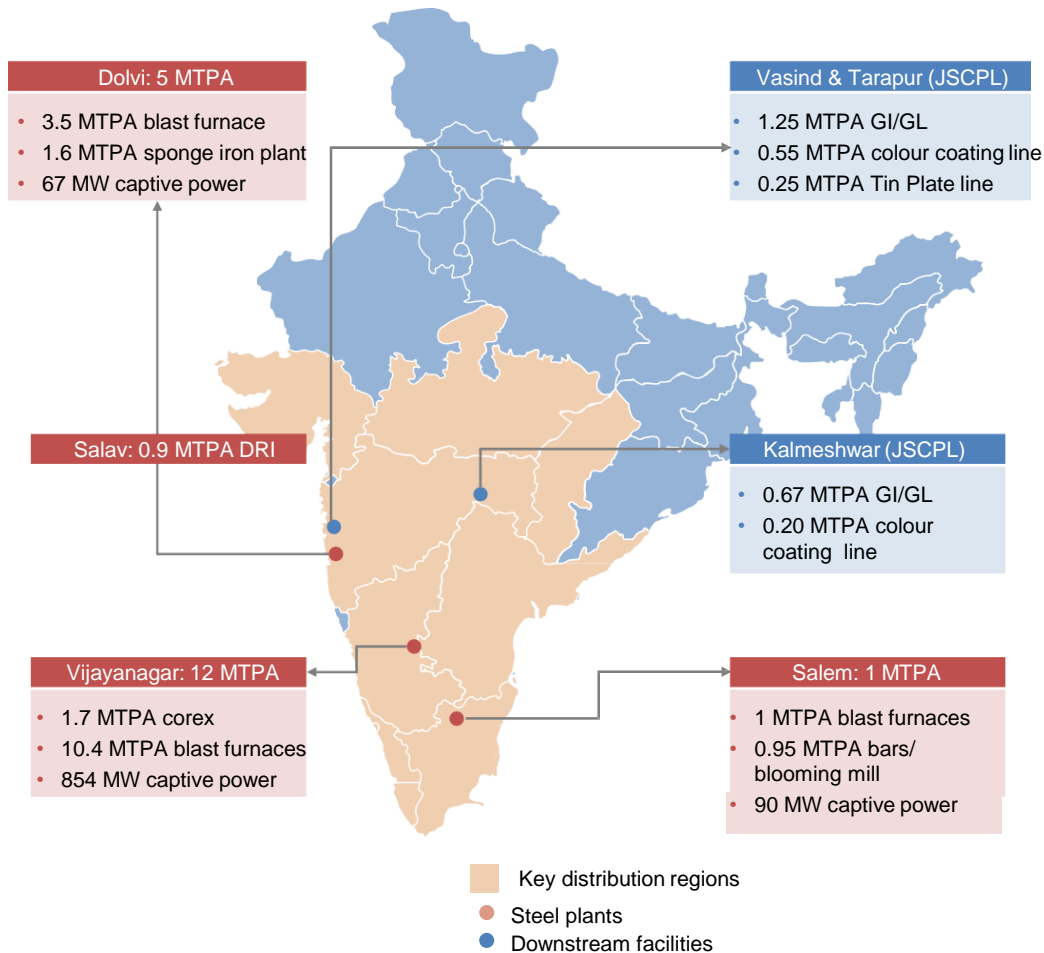 Dolvi: 5 MTPA
• 3.5 MTPA blast furnace
• 1.6 MTPA sponge iron plant
• 67 MW captive power
Vasind & Tarapur (JSCPL)
• 1.25 MTPA GI/GL
• 0.55 MTPA colour coating line
• 0.25 MTPA Tin Plate line
Salav: 0.9 MTPA DRI
Kalmeshwar (JSCPL)
• 0.67 MTPA GI/GL
• 0.20 MTPA colour
coating line
Vijayanagar: 12 MTPA
• 1.7 MTPA corex
• 10.4 MTPA blast furnaces
• 854 MW captive power
Salem: 1 MTPA
• 1 MTPA blast furnaces
• 0.95 MTPA bars/
blooming mill
• 90 MW captive power
Key distribution regions
Steel plants
Downstream facilities